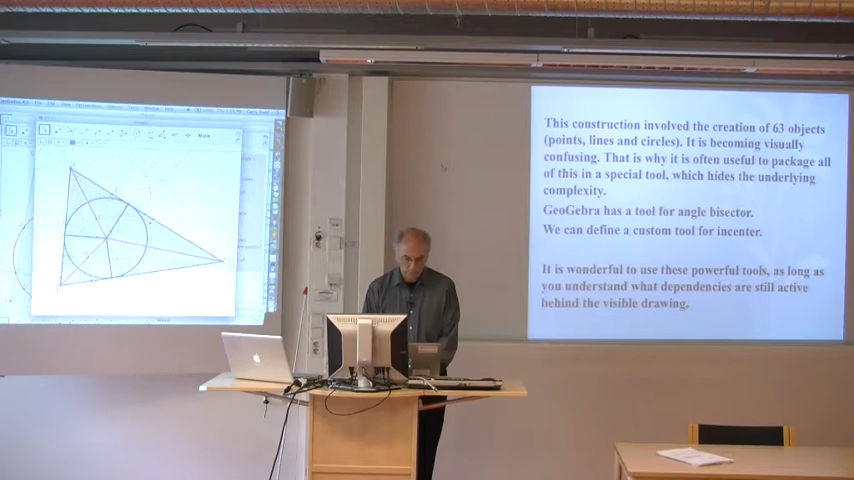 This construction involved the creation of 63 objects
(points, lines and circles). It is becoming visually
confusing. That is why it is often useful to package all
of this in a special tool, which hides the underlying
complexity.
GeoGebra has a tool for angle bisector.
We can define a custom tool for incenter.
It is wonderful to use these powerful tools, as long as
you understand what dependencies are still active
behind the visible drawing.
Move